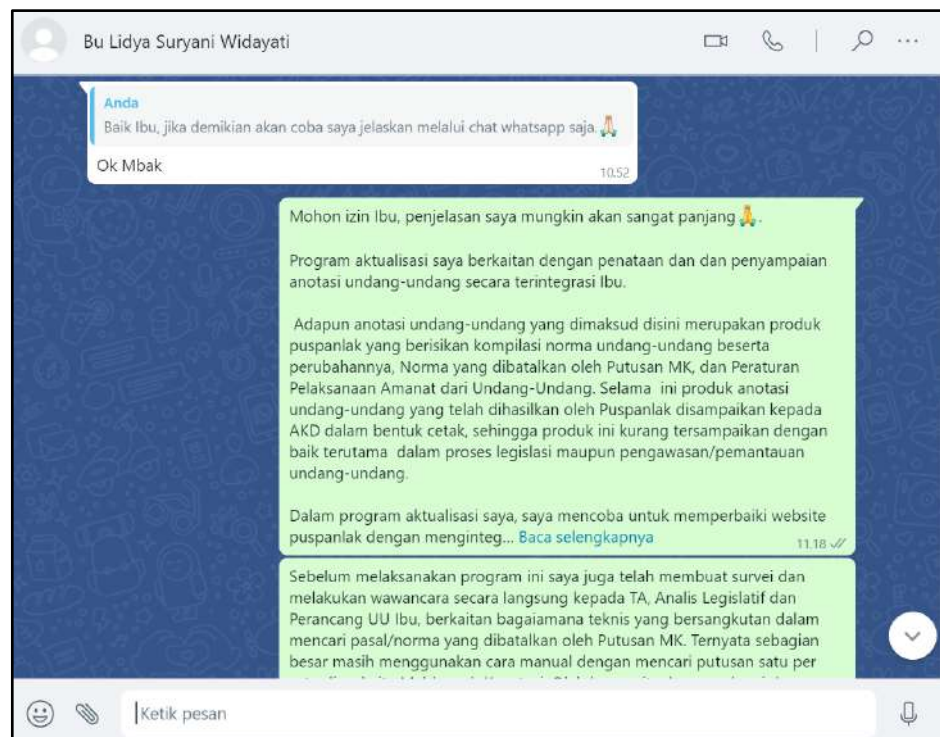 Bu Lidya Suryani Widayati
Anda
Baik Ibu, jika demikian akan coba saya jelaskan melalui chat whatsapp saja.🙏
Ok Mbak
10.52
Mohon izin Ibu, penjelasan saya mungkin akan sangat panjang🙏.
Program aktualisasi saya berkaitan dengan penataan dan dan penyampaian
anotasi undang-undang secara terintegrasi Ibu.
Adapun anotasi undang-undang yang dimaksud disini merupakan produk
puspanlak yang berisikan kompilasi norma undang-undang beserta
perubahannya, Norma yang dibatalkan oleh Putusan MK, dan Peraturan
Pelaksanaan Amanat dari Undang-Undang. Selama ini produk anotasi
undang-undang yang telah dihasilkan oleh Puspanlak disampaikan kepada
AKD dalam bentuk cetak, sehingga produk ini kurang tersampaikan dengan
baik terutama dalam proses legislasi maupun pengawasan/pemantauan
undang-undang.
Dalam program aktualisasi saya, saya mencoba untuk memperbaiki website
puspanlak dengan menginteg... Baca selengkapnya
11.18
Sebelum melaksanakan program ini saya juga telah membuat survei dan
melakukan wawancara secara langsung kepada TA, Analis Legislatif dan
Perancang UU Ibu, berkaitan bagaiamana teknis yang bersangkutan dalam
mencari pasal/norma yang dibatalkan oleh Putusan MK. Ternyata sebagian
besar masih menggunakan cara manual dengan mencari putusan satu per
Ketik pesan